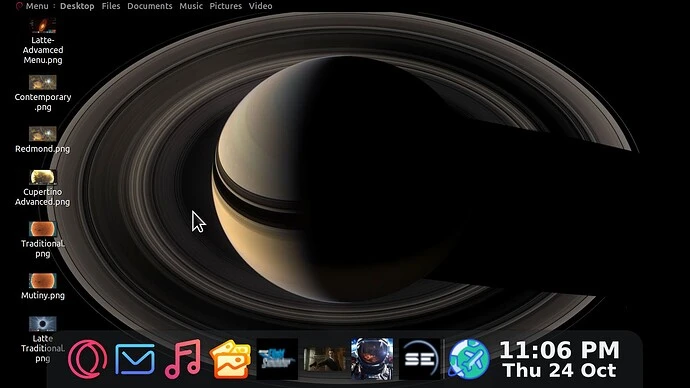 Menu : Desktop Files Documents Music Pictures Video
Latte-
Advamced
Menu.png
Contemporary
.png
Redmond.png
Cupertino
Advanced.png
Traditional.
png
Mutiny.png
Latte
Traditional.
png
SE
11:06 PM
Thu 24 Oct